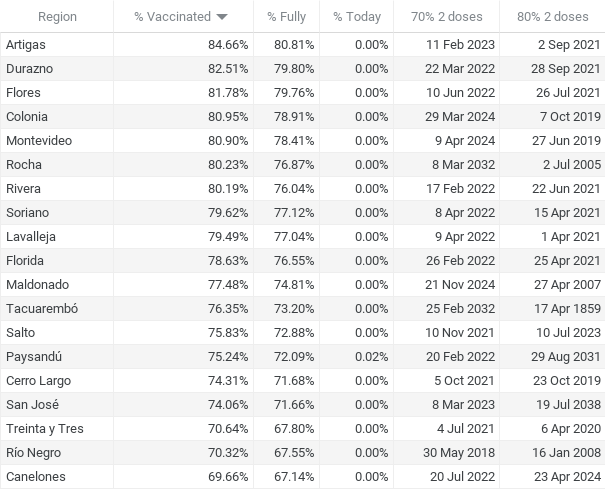 Region % Vaccinated % Fully % Today 70% 2 doses 80% 2 doses
Artigas 84.66% 80.81% 0.00% 11 Feb 2023 2 Sep 2021
Durazno 82.51% 79.80% 0.00% 22 Mar 2022 28 Sep 2021
Flores 81.78% 79.76% 0.00% 10 Jun 2022 26 Jul 2021
Colonia 80.95% 78.91% 0.00% 29 Mar 2024 7 Oct 2019
Montevideo 80.90% 78.41% 0.00% 9 Apr 2024 27 Jun 2019
Rocha 80.23% 76.87% 0.00% 8 Mar 2032 2 Jul 2005
Rivera 80.19% 76.04% 0.00% 17 Feb 2022 22 Jun 2021
Soriano 79.62% 77.12% 0.00% 8 Apr 2022 15 Apr 2021
Lavalleja 79.49% 77.04% 0.00% 9 Apr 2022 1 Apr 2021
Florida 78.63% 76.55% 0.00% 26 Feb 2022 25 Apr 2021
Maldonado 77.48% 74.81% 0.00% 21 Nov 2024 27 Apr 2007
Tacuarembó 76.35% 73.20% 0.00% 25 Feb 2032 17 Apr 1859
Salto 75.83% 72.88% 0.00% 10 Nov 2021 10 Jul 2023
Paysandú 75.24% 72.09% 0.02% 20 Feb 2022 29 Aug 2031
Cerro Largo 74.31% 71.68% 0.00% 5 Oct 2021 23 Oct 2019
San José 74.06% 71.66% 0.00% 8 Mar 2023 19 Jul 2038
Treinta y Tres 70.64% 67.80% 0.00% 4 Jul 2021 6 Apr 2020
Río Negro 70.32% 67.55% 0.00% 30 May 2018 16 Jan 2008
Canelones 69.66% 67.14% 0.00% 20 Jul 2022 23 Apr 2024